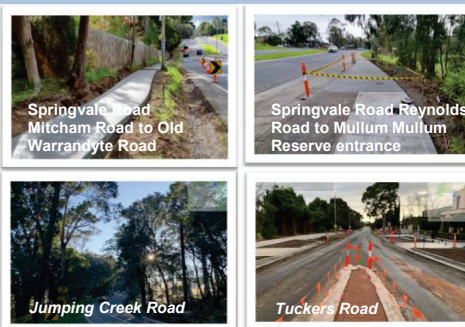 Springvale Road
Mitcham Road to Old
Warrandyte Road
Springvale Road Reynolds
Road to Mullum Mullum
Reserve entrance
Jumping Creek Road
Tuckers Road